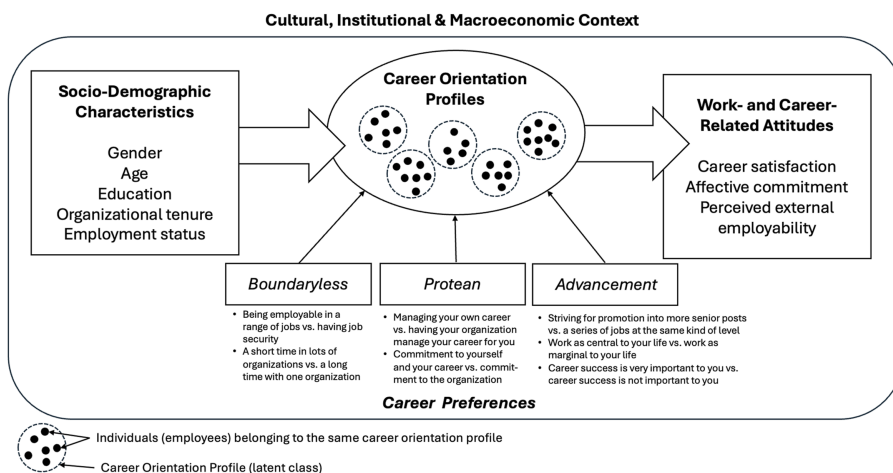 Cultural, Institutional & Macroeconomic Context
Socio-Demographic
Characteristics
Gender
Age
Education
Organizational tenure
Employment status
Career Orientation
Profiles
Work- and Career-
Related Attitudes
Career satisfaction
Affective commitment
Perceived external
employability
Boundaryless
• Being employable in a
range of jobs vs. having job
security
• A short time in lots of
organizations vs. a long
time with one organization
Protean
• Managing your own career
vs. having your organization
manage your career for you
• Commitment to yourself
and your career vs. commit-
ment to the organization
Advancement
• Striving for promotion into more senior posts
vs. a series of jobs at the same kind of level
• Work as central to your life vs. work as
marginal to your life
• Career success is very important to you vs.
career success is not important to you
Career Preferences
Individuals (employees) belonging to the same career orientation profile
Career Orientation Profile (latent class)